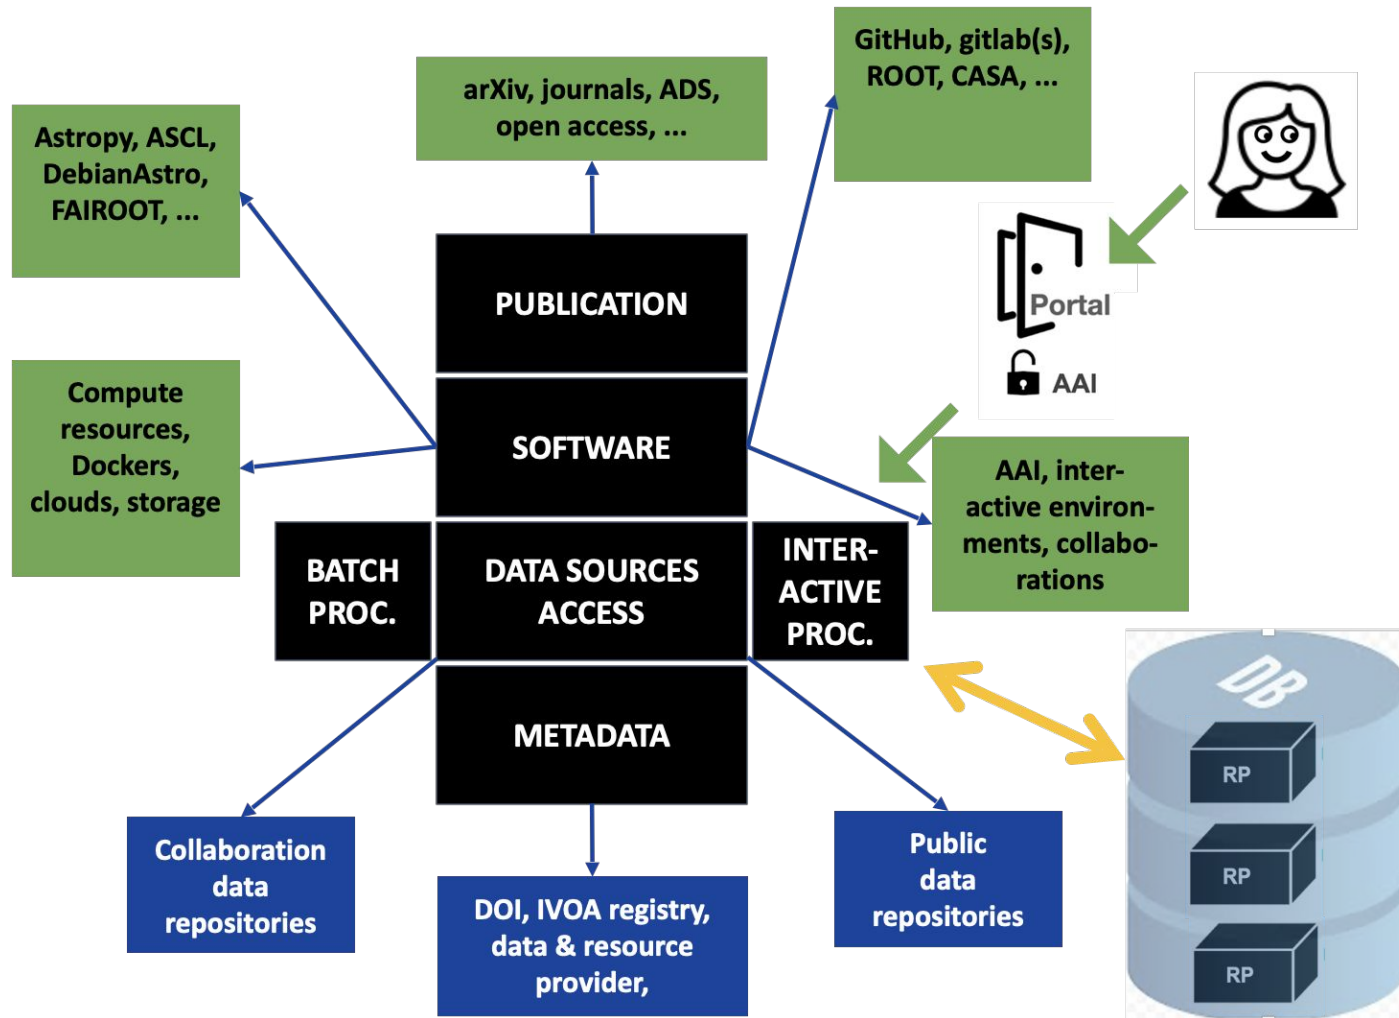 GitHub, gitlab(s),
ROOT, CASA, ...
arXiv, journals, ADS,
open access, ...
Astropy, ASCL,
DebianAstro,
FAIROOT, ...
PUBLICATION
Portal
AAI
Compute
resources,
Dockers,
clouds, storage
SOFTWARE
AAI, inter-
active environ-
ments, collabo-
rations
BATCH
PROC.
DATA SOURCES
ACCESS
INTER-
ACTIVE
PROC.
DB
METADATA
RP
RP
RP
Collaboration
data
repositories
Public
data
repositories
DOI, IVOA registry,
data & resource
provider,